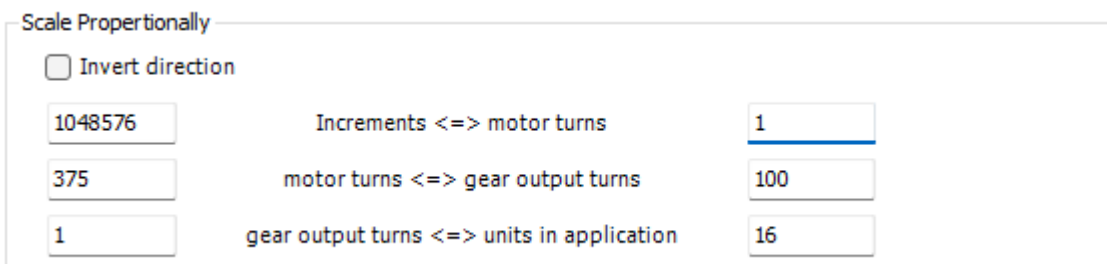 Scale Propertionally
Invert direction
1048576 Increments <=> motor turns 1
375 motor turns <=> gear output turns 100
1 gear output turns <=> units in application 16